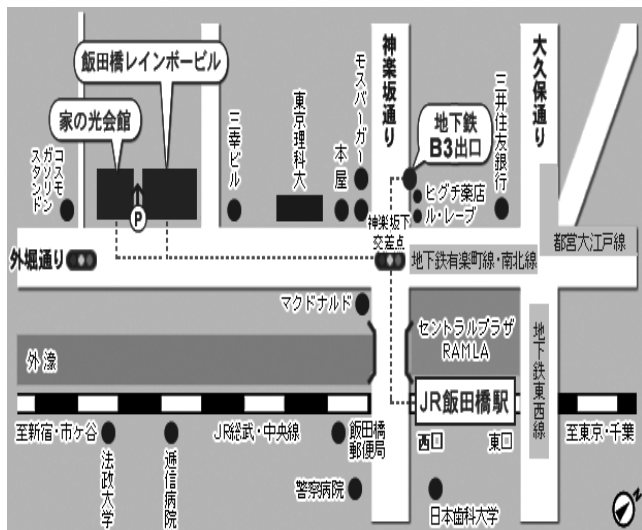 飯田橋レインボービル
家の光会館
コスモ
ガソリン
スタンド
P
三幸ビル
東京理科大
本屋
モスバーガー
神楽坂通り
地下鉄
B3出口
ヒグチ薬店
ル・レーブ
三井住友銀行
大久保通り
外堀通り
神楽坂下
交差点
地下鉄有楽町線・南北線
都営大江戸線
マクドナルド
セントラルプラザ
RAMLA
地下鉄東西線
外濠
JR飯田橋駅
西口
東口
至新宿・市ヶ谷
JR総武・中央線
飯田橋
郵便局
至東京・千葉
法政大学
逓信病院
警察病院
日本歯科大学
N